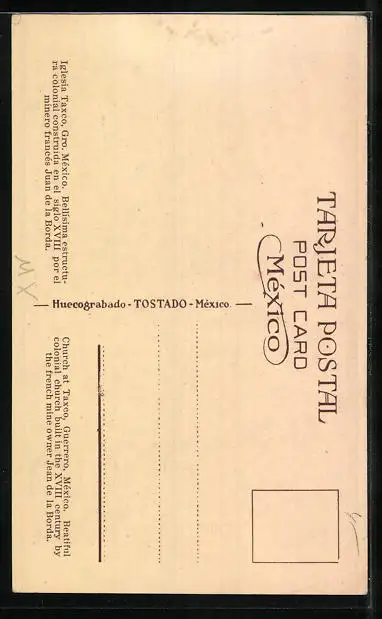 TARJETA POSTAL
POST CARD
México
Iglesia Taxco, Gro. México. Bellísima estructu-
ra colonial construída en el siglo XVIII por el
minero francés Juan de la Borda.
Huecograbado - TOSTADO - México.
Church at Taxco, Guerrero, México. Beatiful
colonial church built in the XVIII century by
the french mine owner Jean de la Borda.
MX